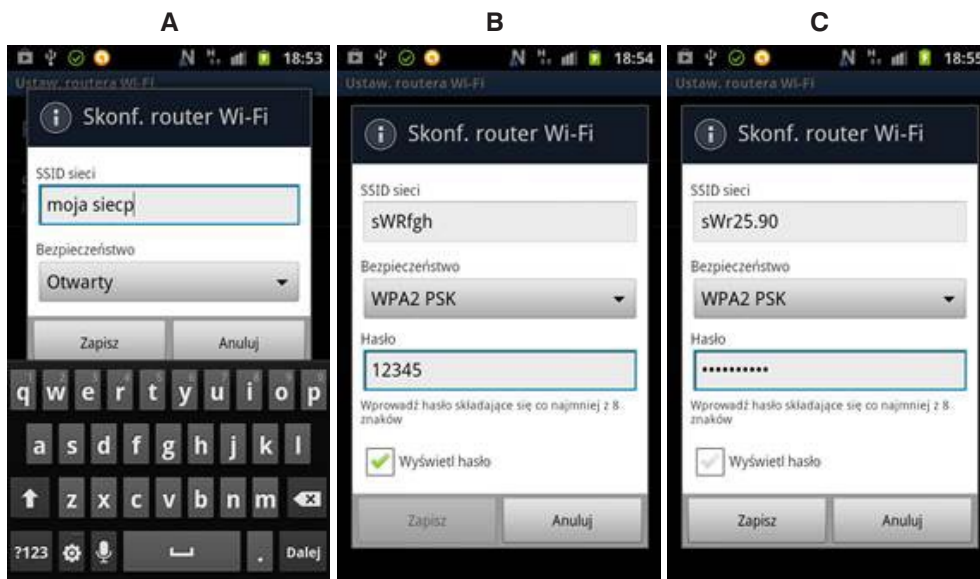 A
B
C
18:53
Ustaw. routera Wi-Fi
Skonf. router Wi-Fi
SSID sieci
moja siecp
Bezpieczeństwo
Otwarty
Zapisz
Anuluj
q w e r t y u i o p
a s d f g h j k l
z x c v b n m
?123
.
Dalej
18:54
Ustaw. routera Wi-Fi
Skonf. router Wi-Fi
SSID sieci
sWRfgh
Bezpieczeństwo
WPA2 PSK
Hasło
12345
Wprowadź hasło składające się co najmniej z 8
znaków
Wyświetl hasło
Zapisz
Anuluj
18:55
Ustaw. routera Wi-Fi
Skonf. router Wi-Fi
SSID sieci
sWr25.90
Bezpieczeństwo
WPA2 PSK
Hasło
••••••••••
Wprowadź hasło składające się co najmniej z 8
znaków
Wyświetl hasło
Zapisz
Anuluj